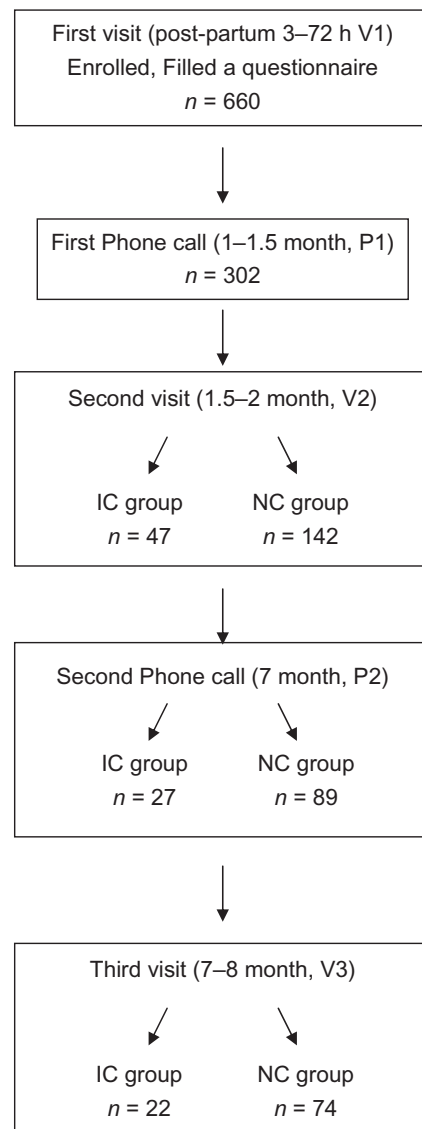 First visit (post-partum 3–72 h V1)
Enrolled, Filled a questionnaire
n = 660
First Phone call (1–1.5 month, P1)
n = 302
Second visit (1.5–2 month, V2)
IC group NC group
n = 47 n = 142
Second Phone call (7 month, P2)
IC group NC group
n = 27 n = 89
Third visit (7–8 month, V3)
IC group NC group
n = 22 n = 74